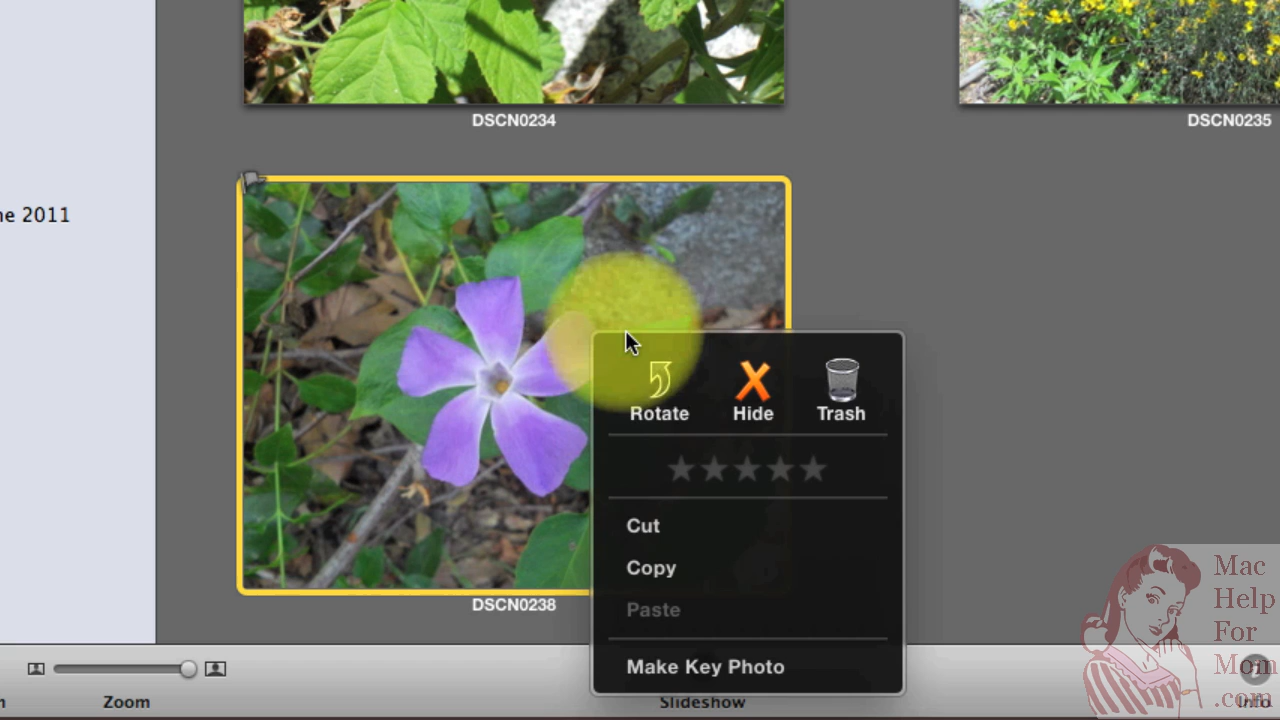 DSCN0234
DSCN0235
ne 2011
Rotate
Hide
Trash
Cut
Copy
DSCN0238
Paste
Make Key Photo
Zoom
Slideshow
Info
Mac
Help
For
Mom
.com